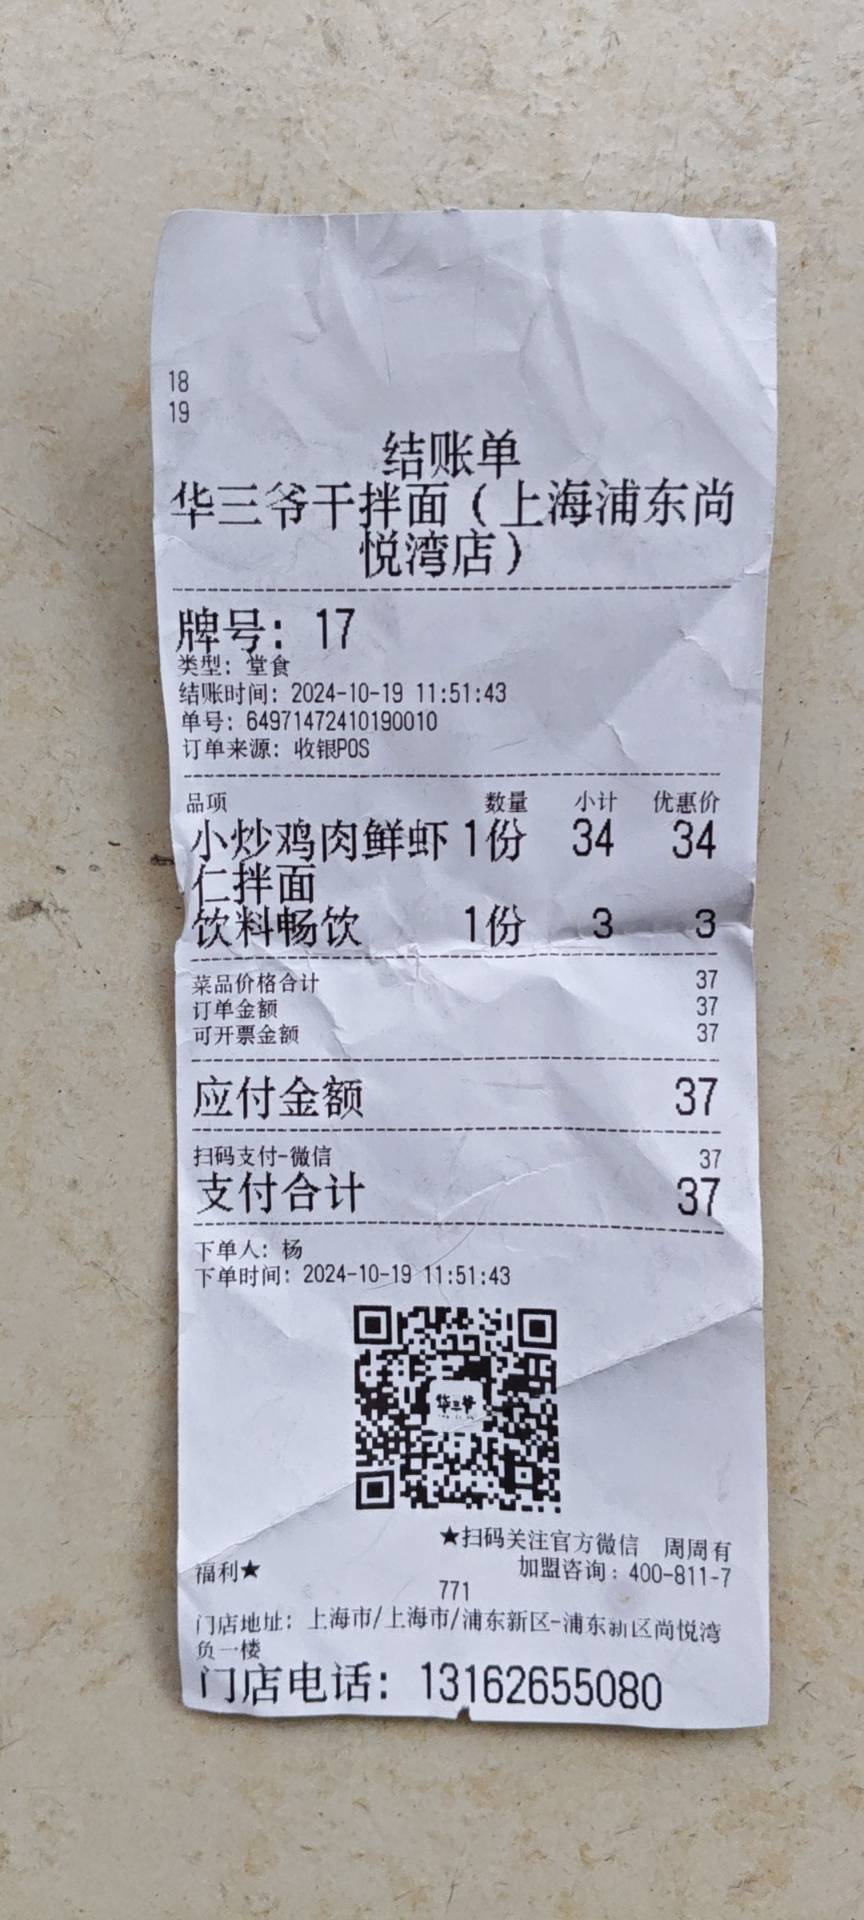 18
19
结账单
华三爷干拌面（上海浦东尚
悦湾店）
牌号：17
类型：堂食
结账时间：2024-10-19 11:51:43
单号：64971472410190010
订单来源：收银POS
品项 数量 小计 优惠价
小炒鸡肉鲜虾 1份 34 34
仁拌面
饮料畅饮 1份 3 3
菜品价格合计 37
订单金额 37
可开票金额 37
应付金额 37
扫码支付-微信 37
支付合计 37
下单人：杨
下单时间：2024-10-19 11:51:43
华三爷
★扫码关注官方微信 周周有
福利★ 加盟咨询：400-811-7
771
门店地址：上海市/上海市/浦东新区-浦东新区尚悦湾
负一楼
门店电话：13162655080